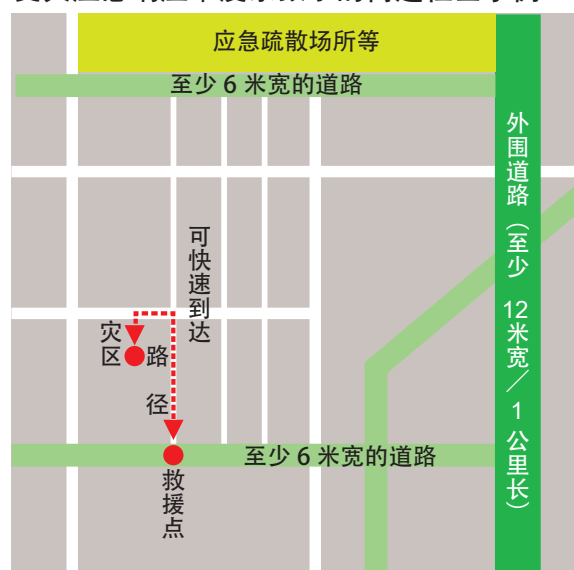 应急疏散场所等
至少 6 米宽的道路
外围道路（至少 12米宽／1公里长）
可快速到达
路径
灾区
至少 6 米宽的道路
救援点